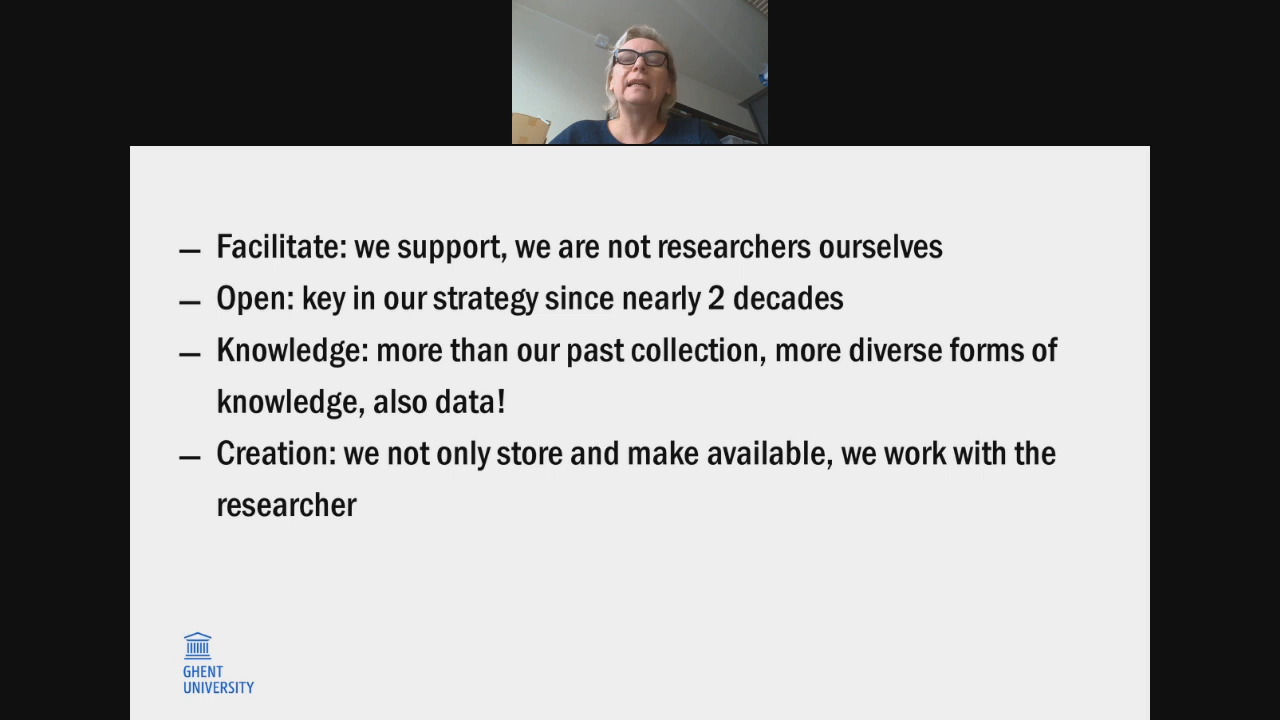 – Facilitate: we support, we are not researchers ourselves
– Open: key in our strategy since nearly 2 decades
– Knowledge: more than our past collection, more diverse forms of
knowledge, also data!
– Creation: we not only store and make available, we work with the
researcher
GHENT
UNIVERSITY